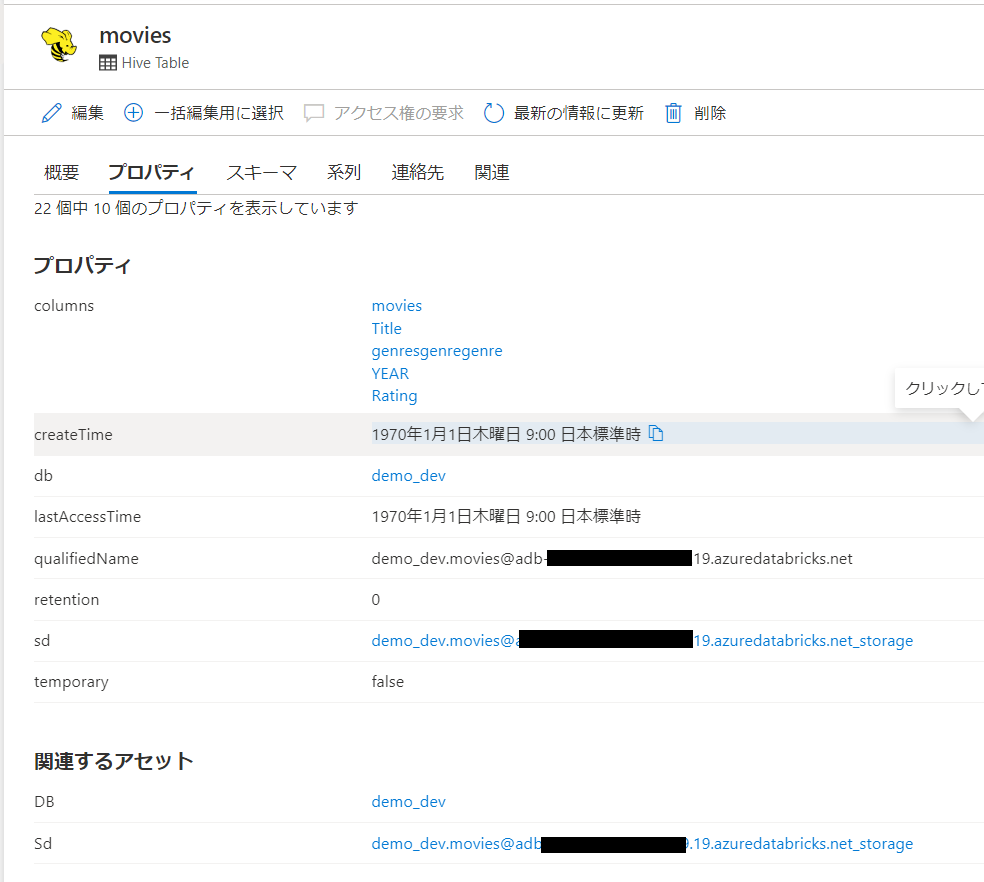 movies
Hive Table
編集 一括編集用に選択 アクセス権の要求 最新の情報に更新 削除
概要 プロパティ スキーマ 系列 連絡先 関連
22 個中 10 個のプロパティを表示しています
プロパティ
columns movies
Title
genresgenregenre
YEAR
Rating
クリックして
createTime 1970年1月1日木曜日 9:00 日本標準時
db demo_dev
lastAccessTime 1970年1月1日木曜日 9:00 日本標準時
qualifiedName demo_dev.movies@adb- 19.azuredatabricks.net
retention 0
sd demo_dev.movies@a 19.azuredatabricks.net_storage
temporary false
関連するアセット
DB demo_dev
Sd demo_dev.movies@adb 9.19.azuredatabricks.net_storage